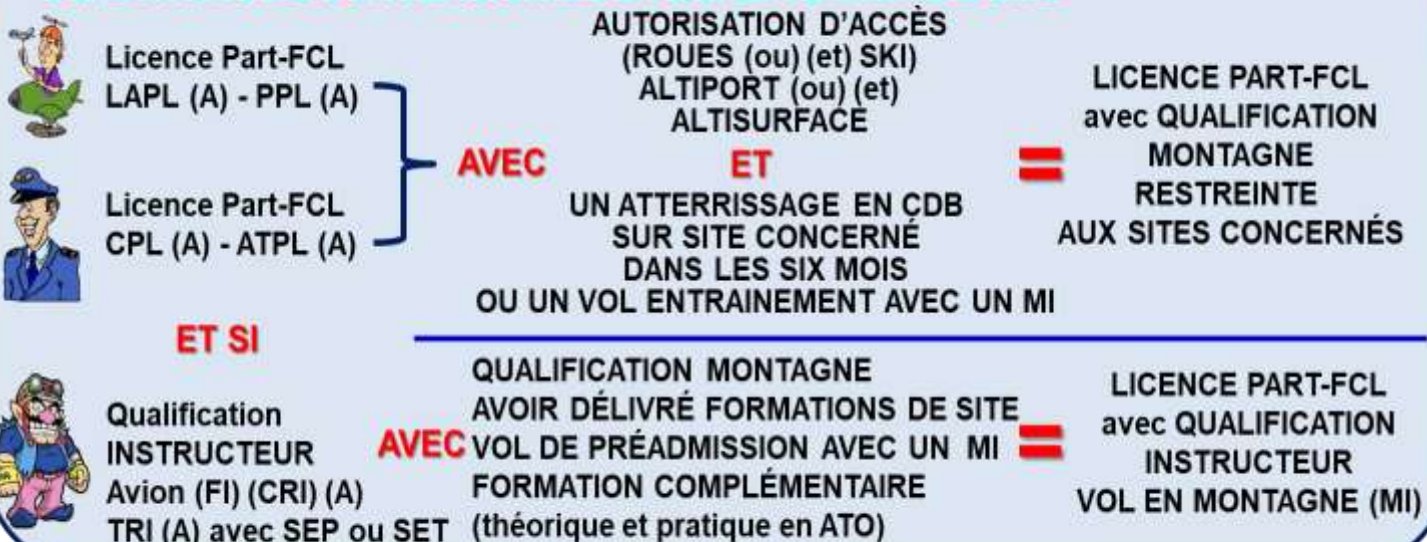 Licence Part-FCL
LAPL (A) - PPL (A)
Licence Part-FCL
CPL (A) - ATPL (A)
AVEC
AUTORISATION D'ACCÈS
(ROUES (ou) (et) SKI)
ALTIPORT (ou) (et)
ALTISURFACE
ET
UN ATTERRISSAGE EN CDB
SUR SITE CONCERNÉ
DANS LES SIX MOIS
OU UN VOL ENTRAINEMENT AVEC UN MI
=
LICENCE PART-FCL
avec QUALIFICATION
MONTAGNE
RESTREINTE
AUX SITES CONCERNÉS
ET SI
Qualification
INSTRUCTEUR
Avion (FI) (CRI) (A)
TRI (A) avec SEP ou SET
AVEC
QUALIFICATION MONTAGNE
AVOIR DÉLIVRÉ FORMATIONS DE SITE
VOL DE PRÉADMISSION AVEC UN MI
FORMATION COMPLÉMENTAIRE
(théorique et pratique en ATO)
=
LICENCE PART-FCL
avec QUALIFICATION
INSTRUCTEUR
VOL EN MONTAGNE (MI)